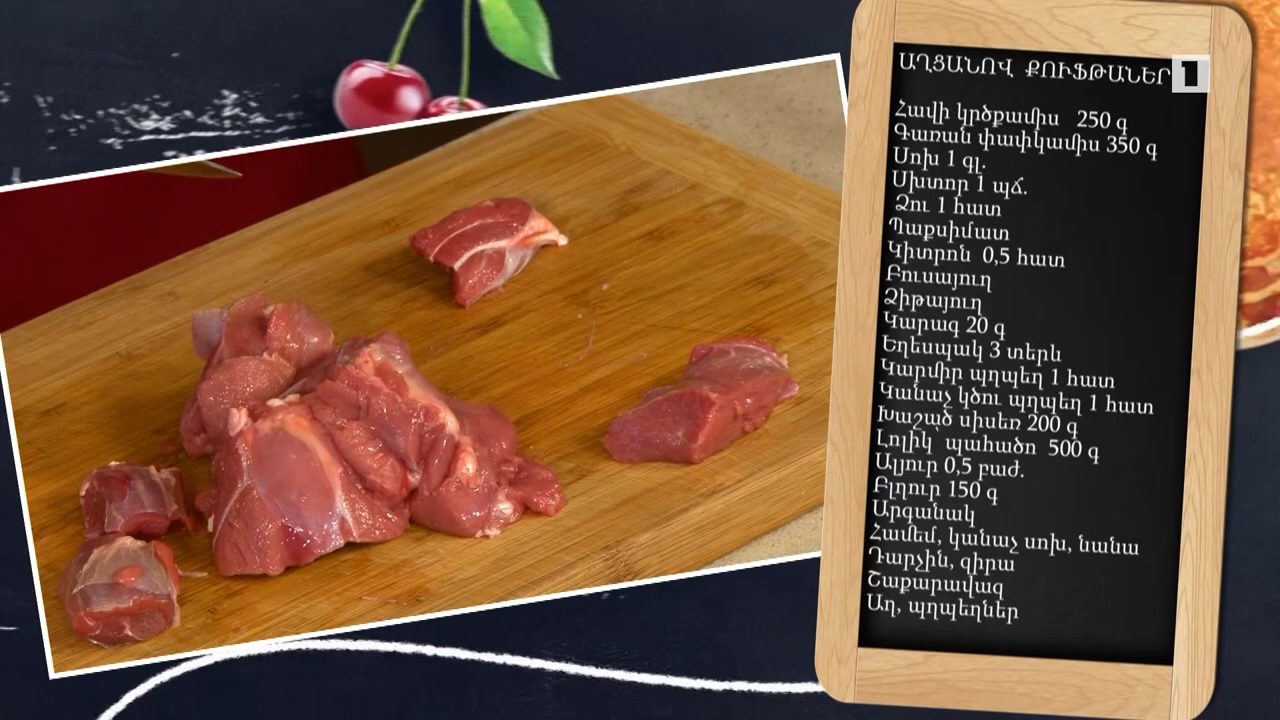 ԱՂՑԱՆՈՎ ՔՈՒՖԹԱՆԵՐ 1
Հավի կրծքամիս 250 գ
Գառան փափկամիս 350 գ
Սոխ 1 գլ.
Սխտոր 1 պճ.
Ձու 1 հատ
Պաքսիմատ
Կիտրոն 0,5 հատ
Բուսայուղ
Ձիթայուղ
Կարագ 20 գ
Եղեսպակ 3 տերև
Կարմիր պղպեղ 1 հատ
Կանաչ կծու պղպեղ 1 հատ
Խաշած սիսեռ 200 գ
Լոլիկ պահածո 500 գ
Ալյուր 0,5 բաժ.
Բլղուր 150 գ
Արգանակ
Համեմ, կանաչ սոխ, նանա
Դարչին, զիրա
Շաքարավազ
Աղ, պղպեղներ